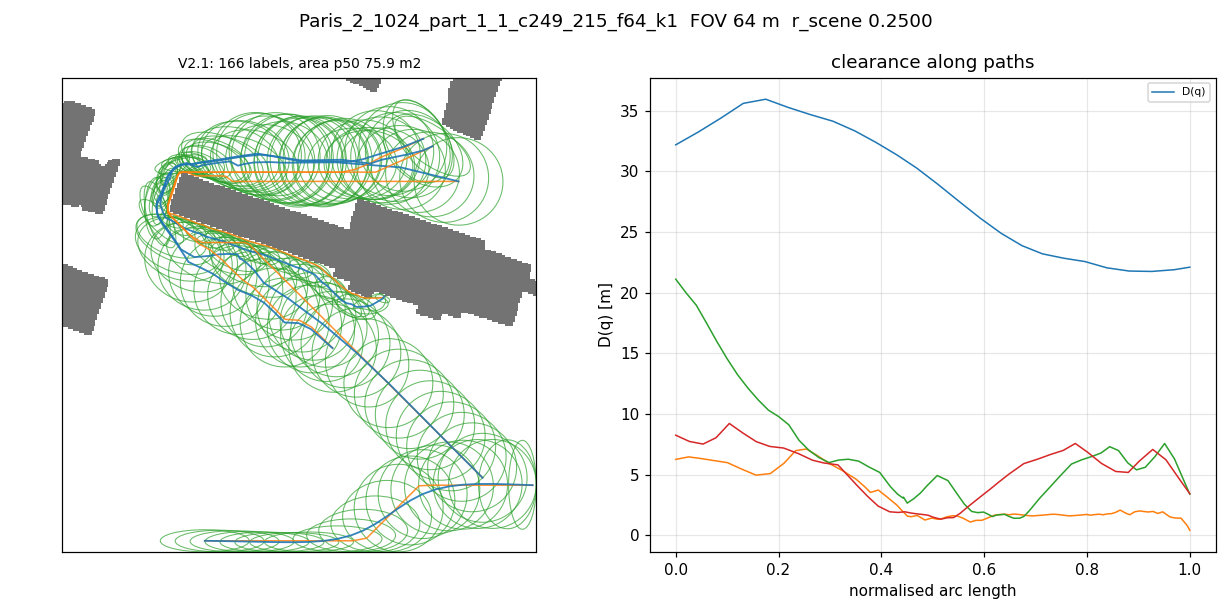 Paris_2_1024_part_1_1_c249_215_f64_k1 FOV 64 m r_scene 0.2500
V2.1: 166 labels, area p50 75.9 m2
clearance along paths
D(q)
35
30
25
20
15
10
5
0
D(q) [m]
0.0 0.2 0.4 0.6 0.8 1.0
normalised arc length